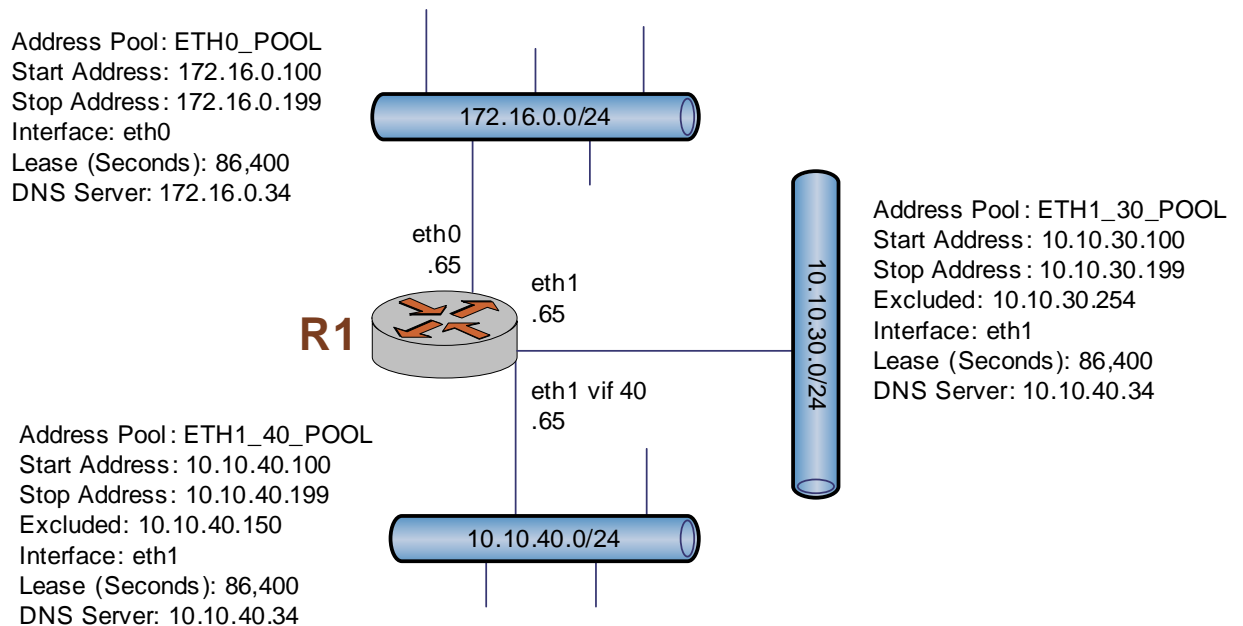 Address Pool: ETH0_POOL
Start Address: 172.16.0.100
Stop Address: 172.16.0.199
Interface: eth0
Lease (Seconds): 86,400
DNS Server: 172.16.0.34
172.16.0.0/24
eth0
.65
eth1
.65
R1
eth1 vif 40
.65
10.10.30.0/24
Address Pool: ETH1_30_POOL
Start Address: 10.10.30.100
Stop Address: 10.10.30.199
Excluded: 10.10.30.254
Interface: eth1
Lease (Seconds): 86,400
DNS Server: 10.10.40.34
Address Pool: ETH1_40_POOL
Start Address: 10.10.40.100
Stop Address: 10.10.40.199
Excluded: 10.10.40.150
Interface: eth1
Lease (Seconds): 86,400
DNS Server: 10.10.40.34
10.10.40.0/24